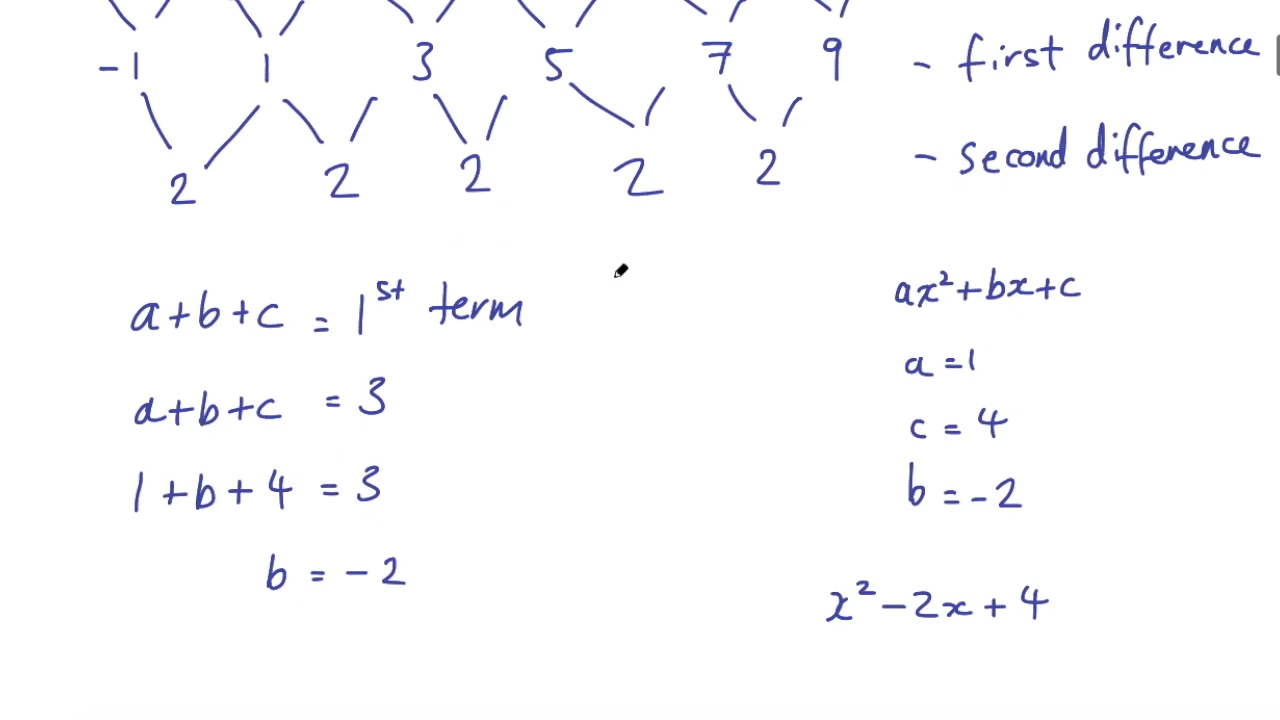 -1 1 3 5 7 9 - first difference
2 2 2 2 2 - second difference
a+b+c = 1st term
a+b+c = 3
1+b+4 = 3
b = -2
ax²+bx+c
a=1
c = 4
b = -2
x²-2x+4